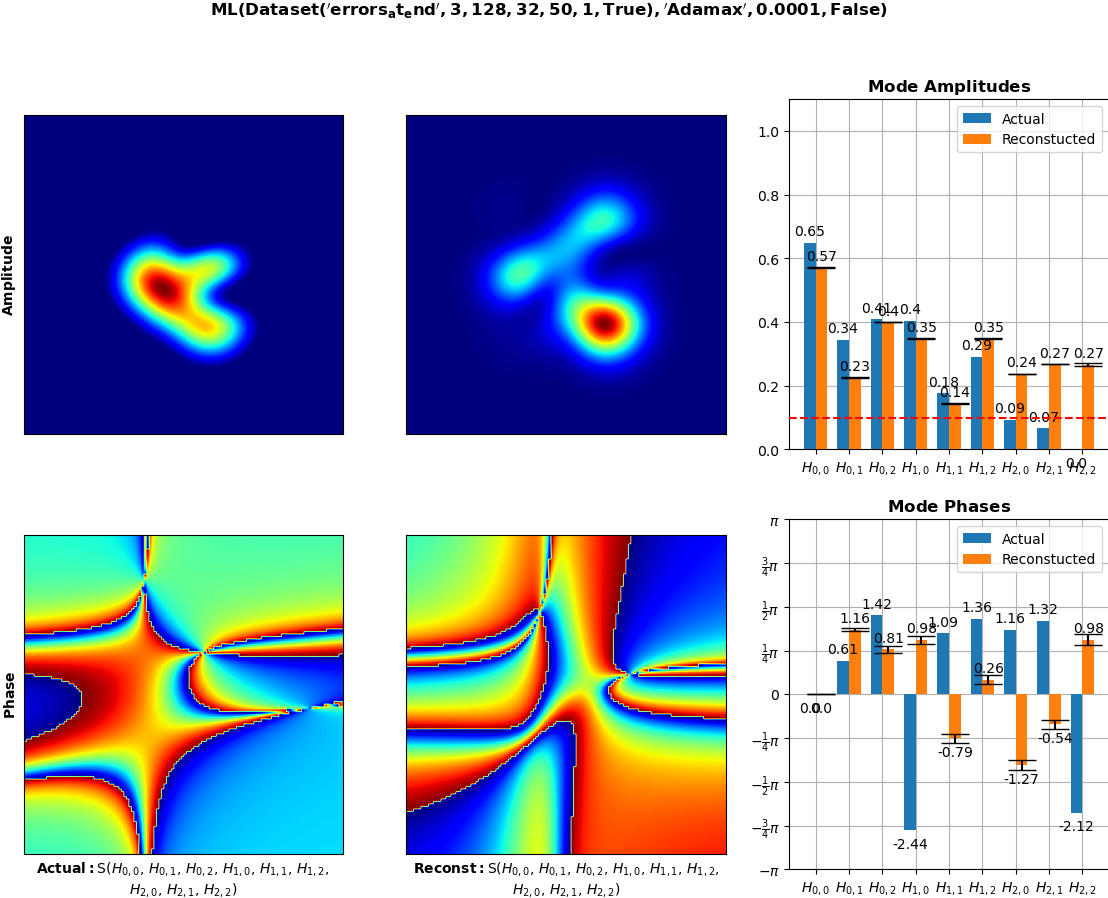 ML(Dataset('errors_at_end', 3, 128, 32, 50, 1, True), 'Adamax', 0.0001, False)
Amplitude
Mode Amplitudes
Actual
Reconstucted
1.0
0.8
0.6
0.4
0.2
0.0
0.65
0.57
0.34
0.23
0.41
0.4
0.4
0.35
0.18
0.14
0.29
0.35
0.09
0.24
0.07
0.27
0.0
0.27
H0,0 H0,1 H0,2 H1,0 H1,1 H1,2 H2,0 H2,1 H2,2
Phase
Actual: S(H0,0, H0,1, H0,2, H1,0, H1,1, H1,2,
H2,0, H2,1, H2,2)
Reconst: S(H0,0, H0,1, H0,2, H1,0, H1,1, H1,2,
H2,0, H2,1, H2,2)
Mode Phases
Actual
Reconstucted
π
3/4π
1/2π
1/4π
0
−1/4π
−1/2π
−3/4π
−π
0.0
0.0
0.61
1.16
1.42
0.81
-2.44
0.98
1.09
-0.79
1.36
0.26
1.16
-1.27
1.32
-0.54
-2.12
0.98
H0,0 H0,1 H0,2 H1,0 H1,1 H1,2 H2,0 H2,1 H2,2